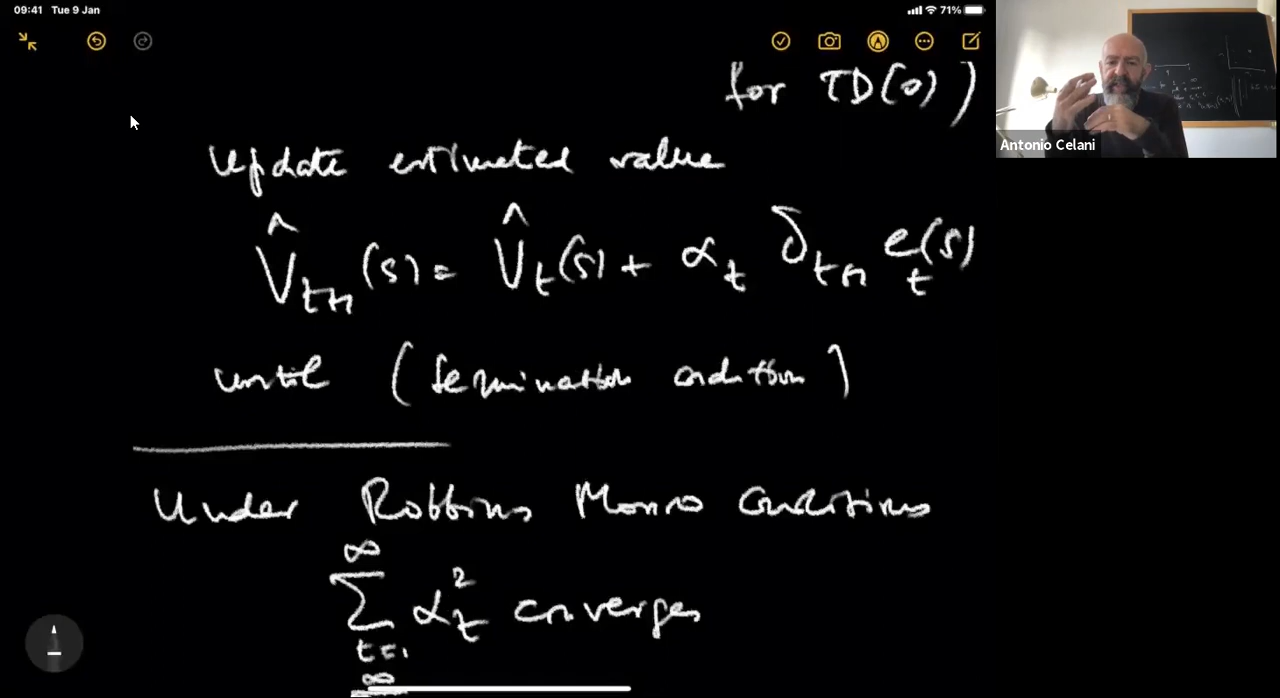 09:41 Tue 9 Jan
71%
for TD(0))
Antonio Celani
update estimated value
V̂ₜ₊₁(s) = V̂ₜ(s) + αₜ δₜ₊₁ eₜ(s)
until (termination condition)
Under Robbins Monro Conditions
∞
∑ αₜ² converges
t=1
∞